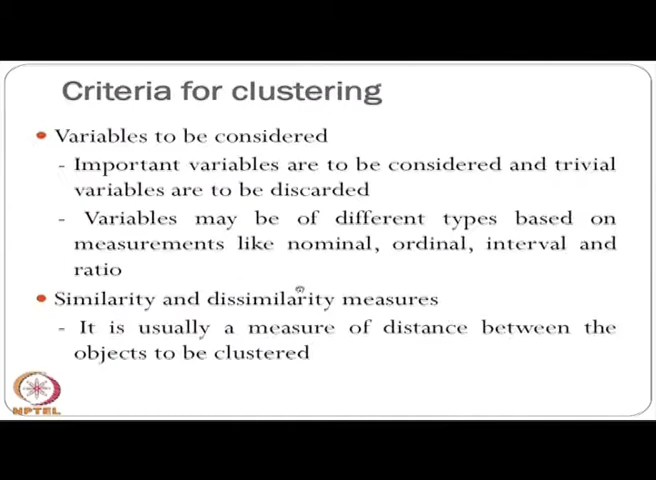 Criteria for clustering
• Variables to be considered
- Important variables are to be considered and trivial
variables are to be discarded
- Variables may be of different types based on
measurements like nominal, ordinal, interval and
ratio
• Similarity and dissimilarity measures
- It is usually a measure of distance between the
objects to be clustered
NPTEL